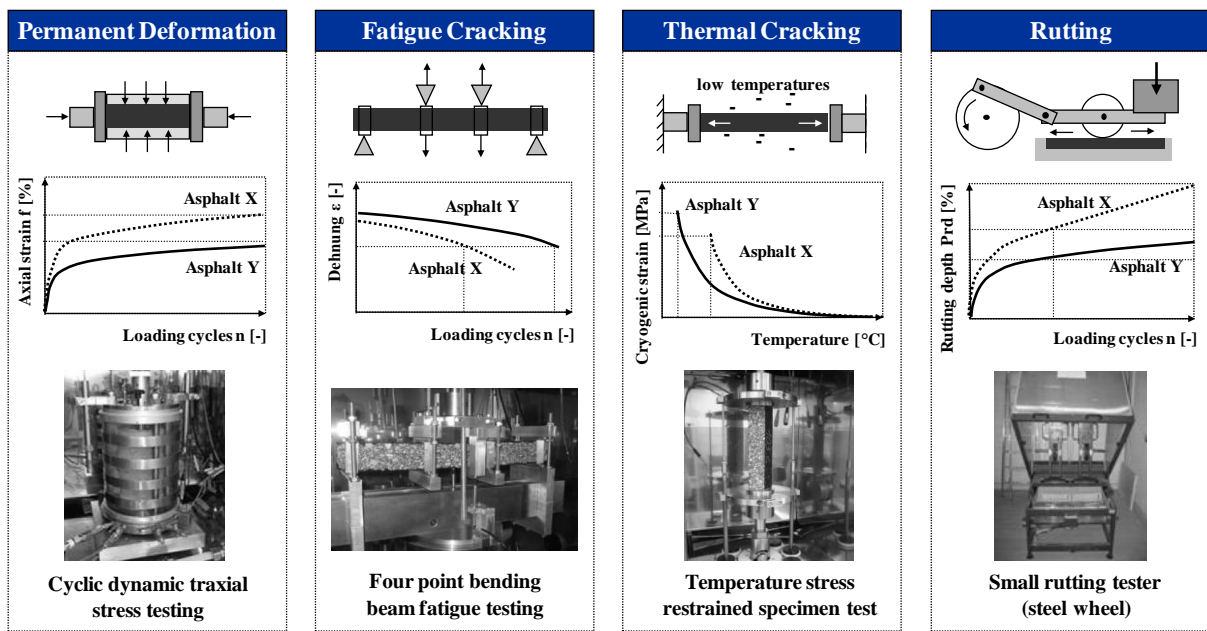 Permanent Deformation
Axial strain f [%]
Asphalt X
Asphalt Y
Loading cycles n [-]
Cyclic dynamic traxial
stress testing
Fatigue Cracking
Dehnung ε [-]
Asphalt Y
Asphalt X
Loading cycles n [-]
Four point bending
beam fatigue testing
Thermal Cracking
low temperatures
Cryogenic strain [MPa]
Asphalt Y
Asphalt X
Temperature [°C]
Temperature stress
restrained specimen test
Rutting
Rutting depth Prd [%]
Asphalt X
Asphalt Y
Loading cycles n [-]
Small rutting tester
(steel wheel)